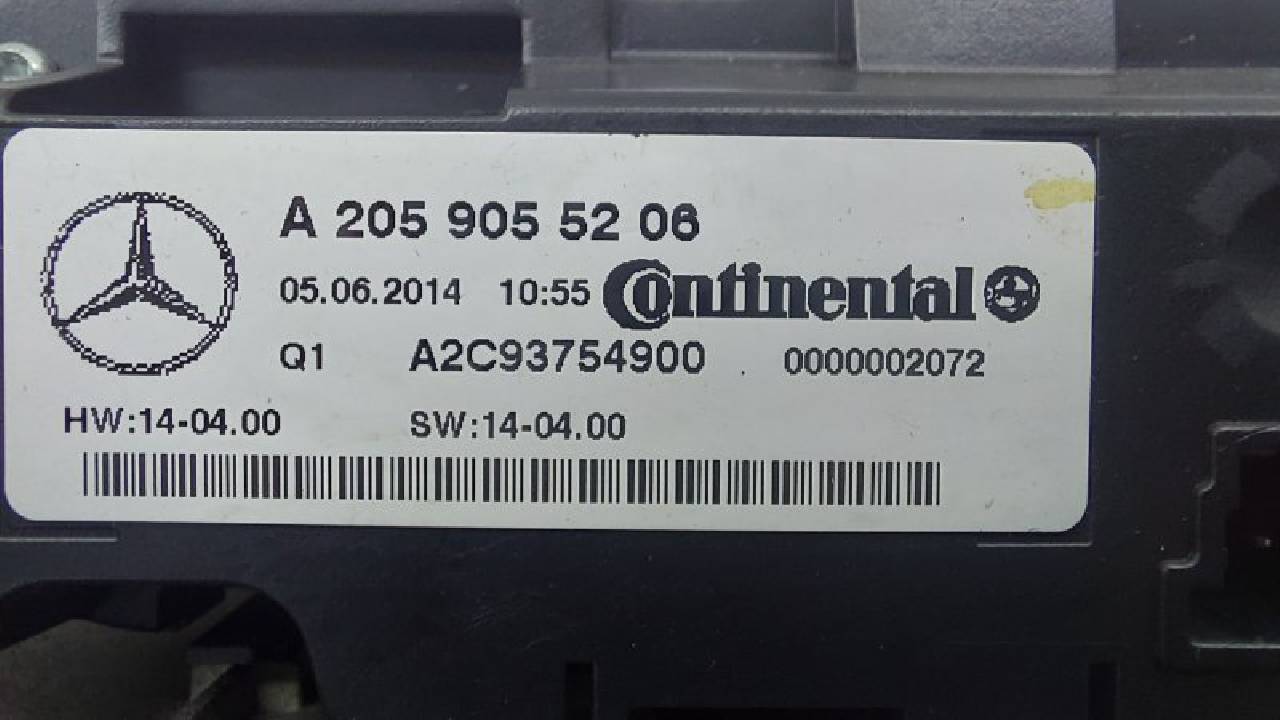 A 205 905 52 06
05.06.2014 10:55 Continental
Q1 A2C93754900 0000002072
HW:14-04.00 SW:14-04.00